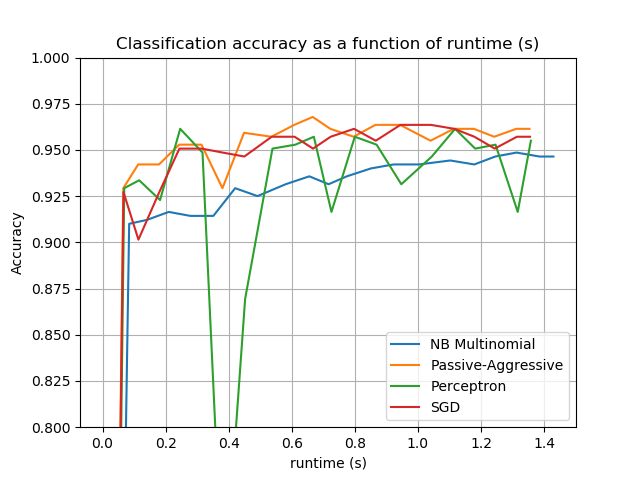 Classification accuracy as a function of runtime (s)
1.000
0.975
0.950
0.925
0.900
0.875
0.850
0.825
0.800
Accuracy
NB Multinomial
Passive-Aggressive
Perceptron
SGD
0.0 0.2 0.4 0.6 0.8 1.0 1.2 1.4
runtime (s)